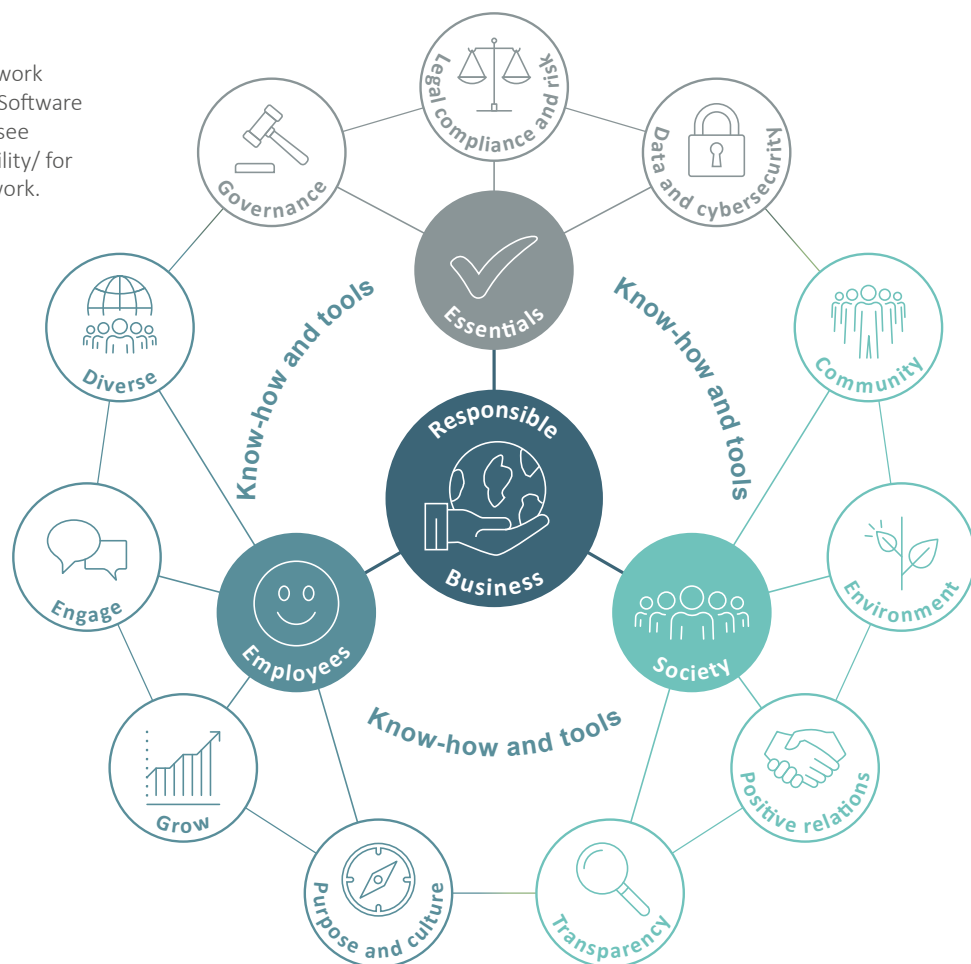 work
Software
see
ility/ for
work.
Legal compliance and risk
Governance
Data and cybersecurity
Essentials
Know-how and tools
Know-how and tools
Diverse
Community
Responsible
Business
Engage
Environment
Employees
Society
Know-how and tools
Grow
Positive relations
Purpose and culture
Transparency